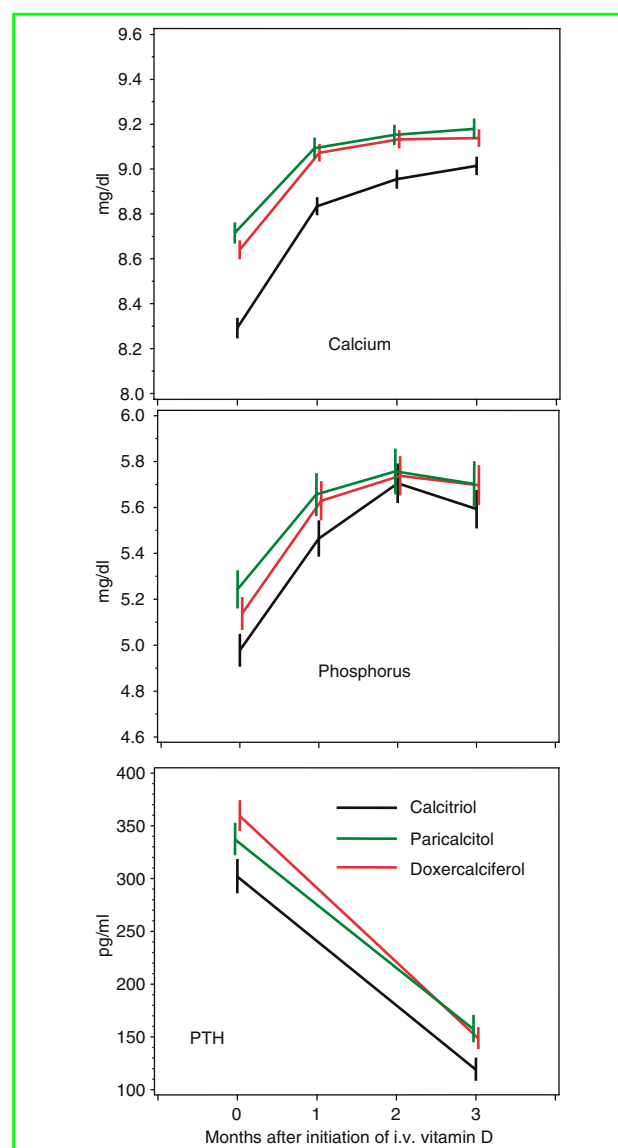 9.6
9.4
9.2
9.0
8.8
8.6
8.4
8.2
8.0
mg/dl
Calcium
6.0
5.8
5.6
5.4
5.2
5.0
4.8
4.6
mg/dl
Phosphorus
400
350
300
250
200
150
100
pg/ml
Calcitriol
Paricalcitol
Doxercalciferol
PTH
0 1 2 3
Months after initiation of i.v. vitamin D